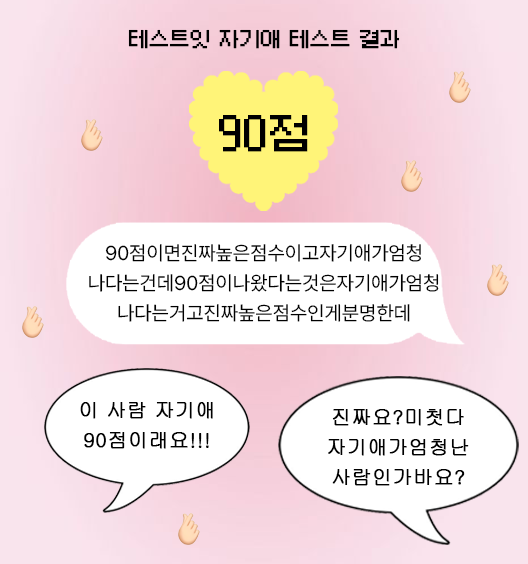 테스트잇 자기애 테스트 결과
90점
90점이면진짜높은점수이고자기애가엄청
나다는건데90점이나왔다는것은자기애가엄청
나다는거고진짜높은점수인게분명한데
이 사람 자기애
90점이래요!!!
진짜요?미첫다
자기애가엄청난
사람인가바요?